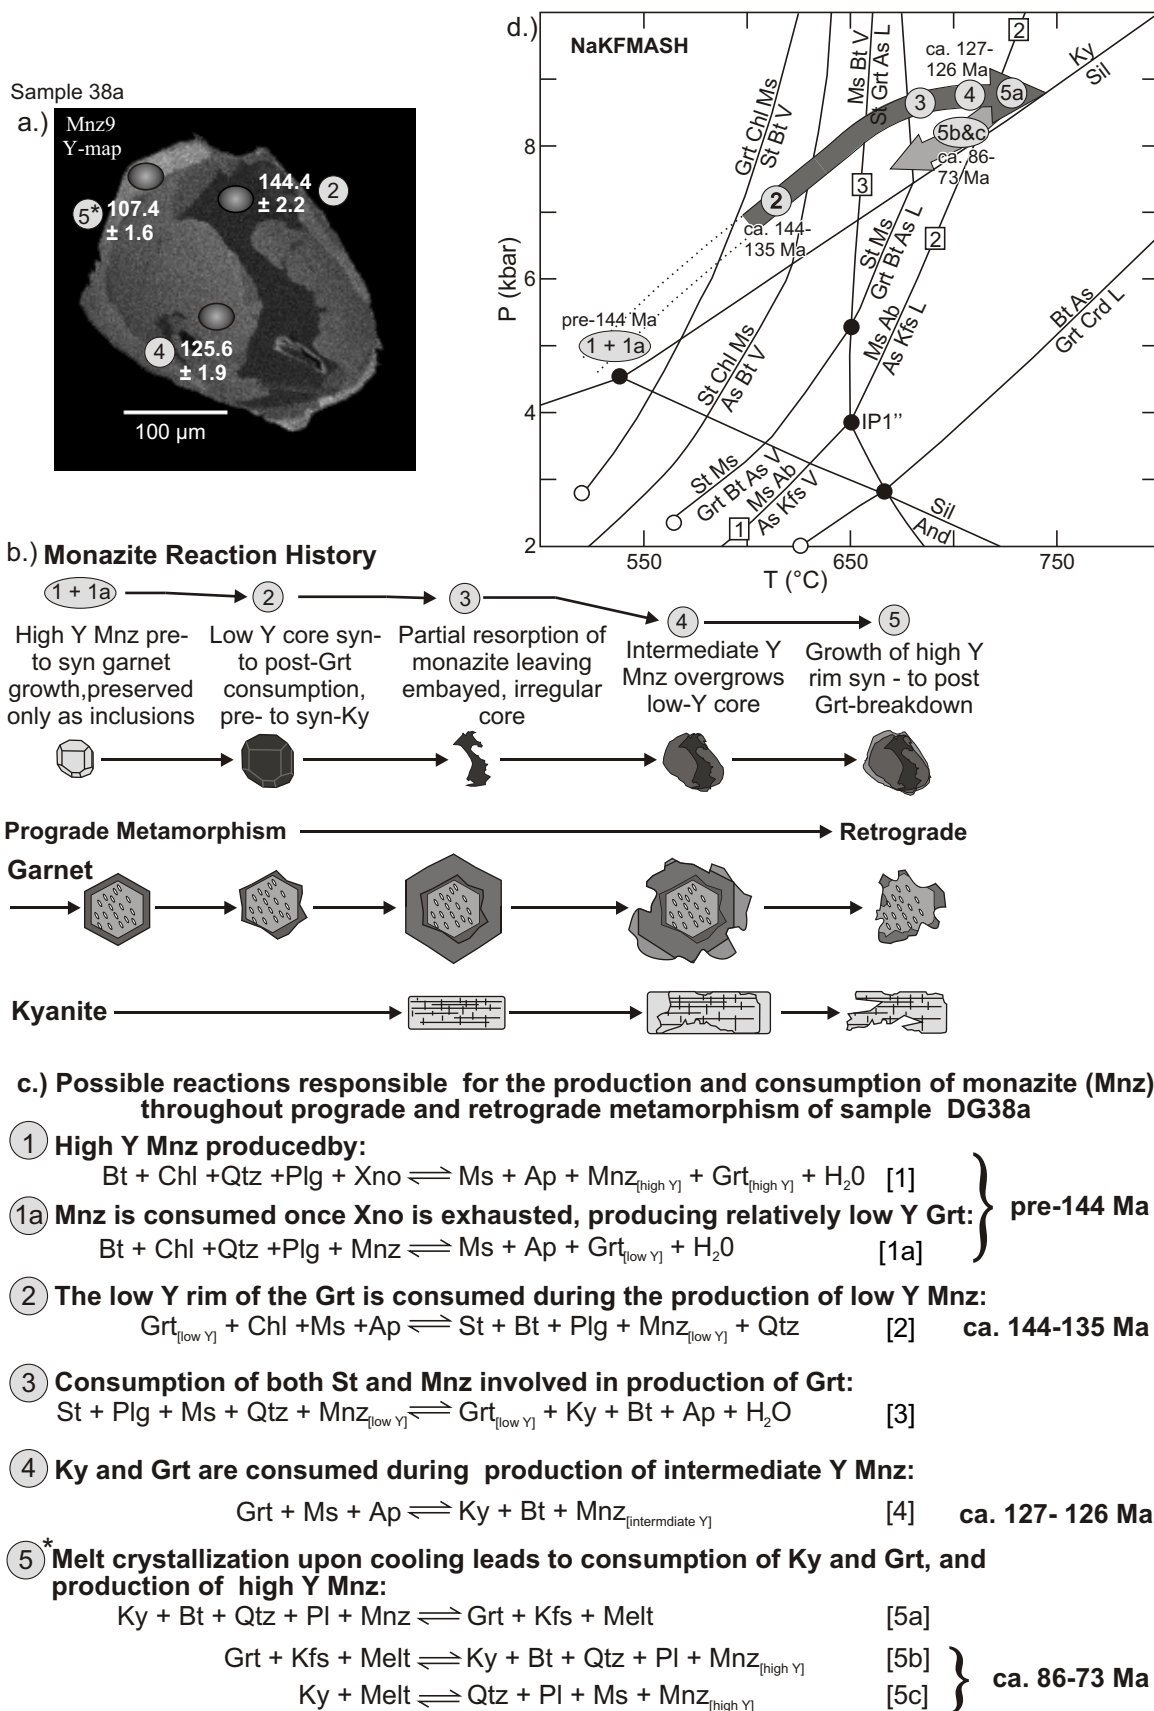 Sample 38a
a.)
Mnz9
Y-map
144.4
± 2.2
2
5*
107.4
± 1.6
4
125.6
± 1.9
100 µm
d.)
NaKFMASH
P (kbar)
8
6
4
2
550
650
750
T (°C)
Grt Chl Ms
St Bt V
Ms Bt V
St Grt As L
ca. 127-
126 Ma
2
Ky
Sil
3
4
5a
5b&c
ca. 86-
73 Ma
3
2
ca. 144-
135 Ma
St Ms
Grt Bt As L
2
pre-144 Ma
1 + 1a
St Chl Ms
As Bt V
Ms Ab
As Kfs L
Bt As
Grt Crd L
IP1''
St Ms
Grt Bt As V
Ms Ab
As Kfs V
1
Sil
And
b.) Monazite Reaction History
1 + 1a
2
3
4
5
High Y Mnz pre-
to syn garnet
growth,preserved
only as inclusions
Low Y core syn-
to post-Grt
consumption,
pre- to syn-Ky
Partial resorption of
monazite leaving
embayed, irregular
core
Intermediate Y
Mnz overgrows
low-Y core
Growth of high Y
rim syn - to post
Grt-breakdown
Prograde Metamorphism
Retrograde
Garnet
Kyanite
c.) Possible reactions responsible for the production and consumption of monazite (Mnz)
throughout prograde and retrograde metamorphism of sample DG38a
1 High Y Mnz producedby:
Bt + Chl +Qtz +Plg + Xno ⇌ Ms + Ap + Mnz[high Y] + Grt[high Y] + H20 [1]
1a Mnz is consumed once Xno is exhausted, producing relatively low Y Grt:
Bt + Chl +Qtz +Plg + Mnz ⇌ Ms + Ap + Grt[low Y] + H20 [1a]
pre-144 Ma
2 The low Y rim of the Grt is consumed during the production of low Y Mnz:
Grt[low Y] + Chl +Ms +Ap ⇌ St + Bt + Plg + Mnz[low Y] + Qtz [2] ca. 144-135 Ma
3 Consumption of both St and Mnz involved in production of Grt:
St + Plg + Ms + Qtz + Mnz[low Y] ⇌ Grt[low Y] + Ky + Bt + Ap + H2O [3]
4 Ky and Grt are consumed during production of intermediate Y Mnz:
Grt + Ms + Ap ⇌ Ky + Bt + Mnz[intermdiate Y] [4] ca. 127- 126 Ma
5* Melt crystallization upon cooling leads to consumption of Ky and Grt, and
production of high Y Mnz:
Ky + Bt + Qtz + Pl + Mnz ⇌ Grt + Kfs + Melt [5a]
Grt + Kfs + Melt ⇌ Ky + Bt + Qtz + Pl + Mnz[high Y] [5b]
Ky + Melt ⇌ Qtz + Pl + Ms + Mnz[high Y] [5c]
ca. 86-73 Ma